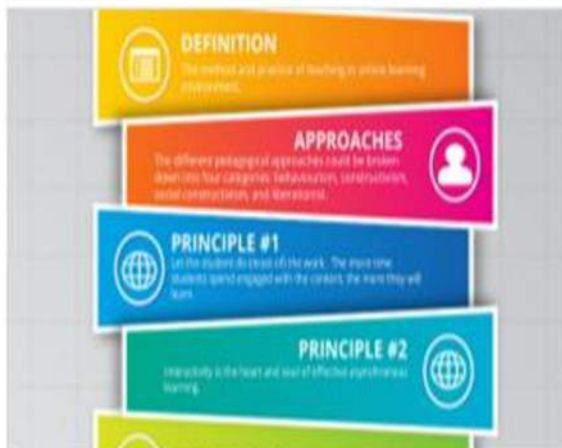 DEFINITION
The method and practice of teaching in online learning
environment.
APPROACHES
The different pedagogical approaches could be broken
down into four categories: behaviourism, constructivism,
social constructivism, and liberationist.
PRINCIPLE #1
Let the student do (most of) the work. The more time
students spend engaged with the content, the more they will
learn.
PRINCIPLE #2
Interactivity is the heart and soul of effective asynchronous
learning.